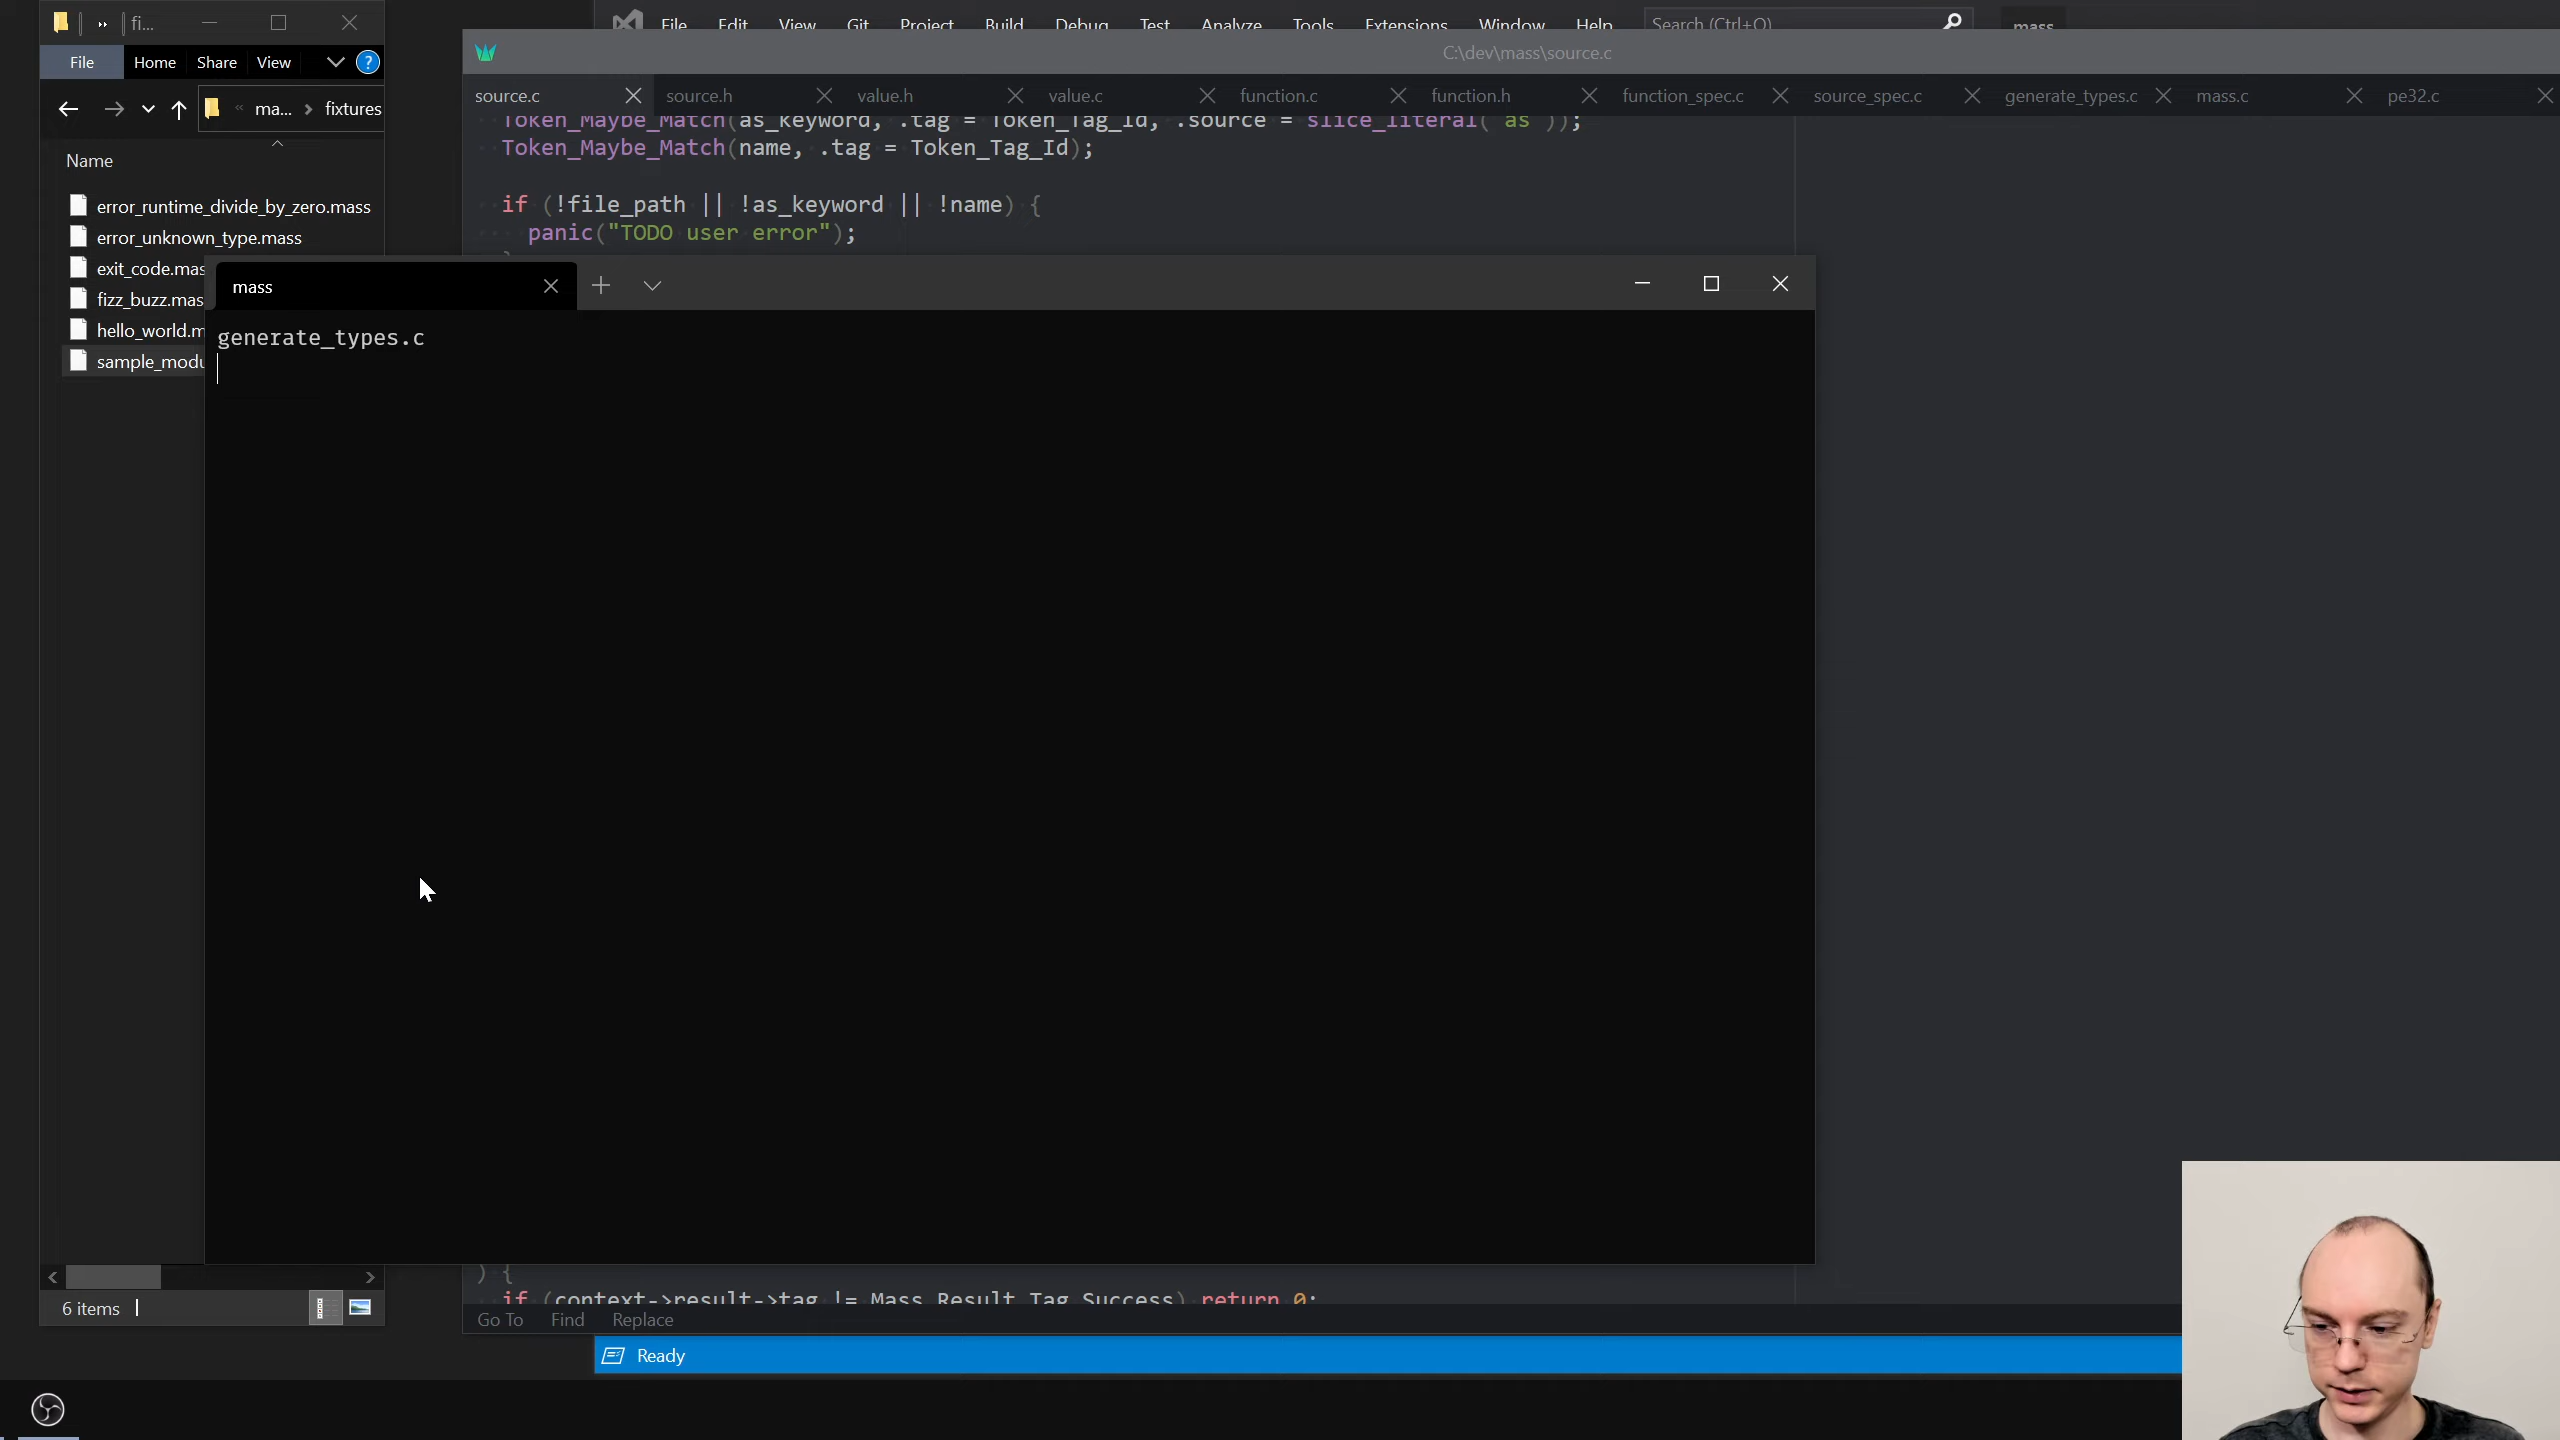 fi...
File
Home
Share
View
?
ma...
fixtures
Name
error_runtime_divide_by_zero.mass
error_unknown_type.mass
exit_code.mas
fizz_buzz.mas
hello_world.m
sample_modu
6 items
File Edit View Git Project Build Debug Test Analyze Tools Extensions Window Help Search (Ctrl+Q) mass
C:\dev\mass\source.c
source.c source.h value.h value.c function.c function.h function_spec.c source_spec.c generate_types.c mass.c pe32.c
Token_Maybe_Match(as_keyword, .tag = Token_Tag_Id, .source = slice_literal("as"));
Token_Maybe_Match(name, .tag = Token_Tag_Id);
if (!file_path || !as_keyword || !name) {
panic("TODO user error");
mass
generate_types.c
) {
if (context->result->tag != Mass_Result_Tag_Success) return 0;
Go To Find Replace
Ready